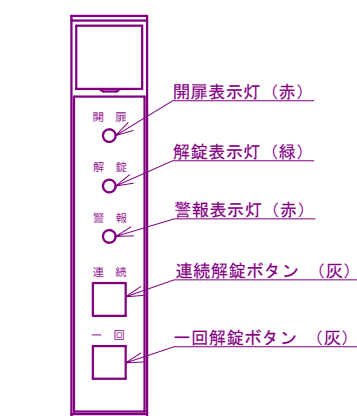 開扉表示灯（赤）
開 扉
解錠表示灯（緑）
解 錠
警報表示灯（赤）
警 報
連続解錠ボタン （灰）
連 続
一回解錠ボタン （灰）
一 回